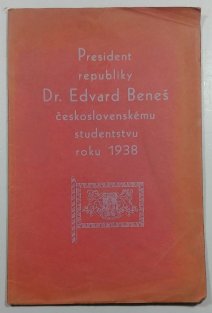 President
republiky
Dr. Edvard Beneš
československému
studentstvu
roku 1938